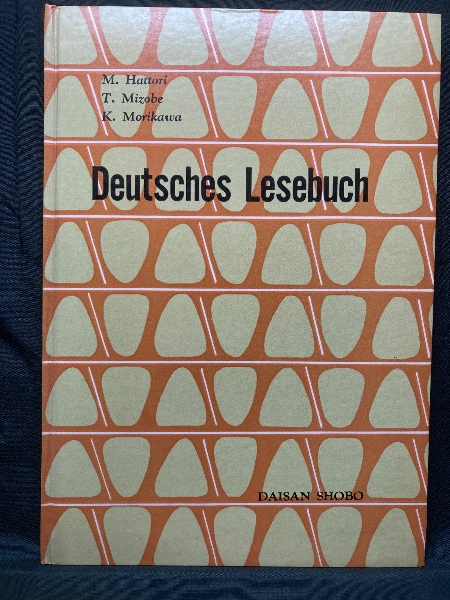 M. Hattori
T. Mizobe
K. Morikawa
Deutsches Lesebuch
DAISAN SHOBO